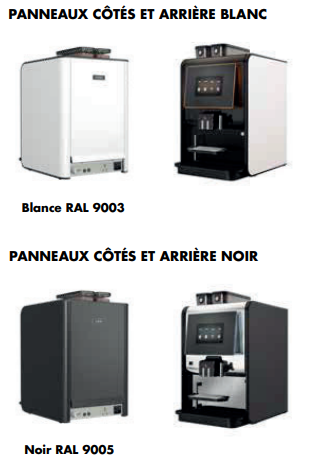 PANNEAUX CÔTÉS ET ARRIÈRE BLANC
Blance RAL 9003
PANNEAUX CÔTÉS ET ARRIÈRE NOIR
Noir RAL 9005